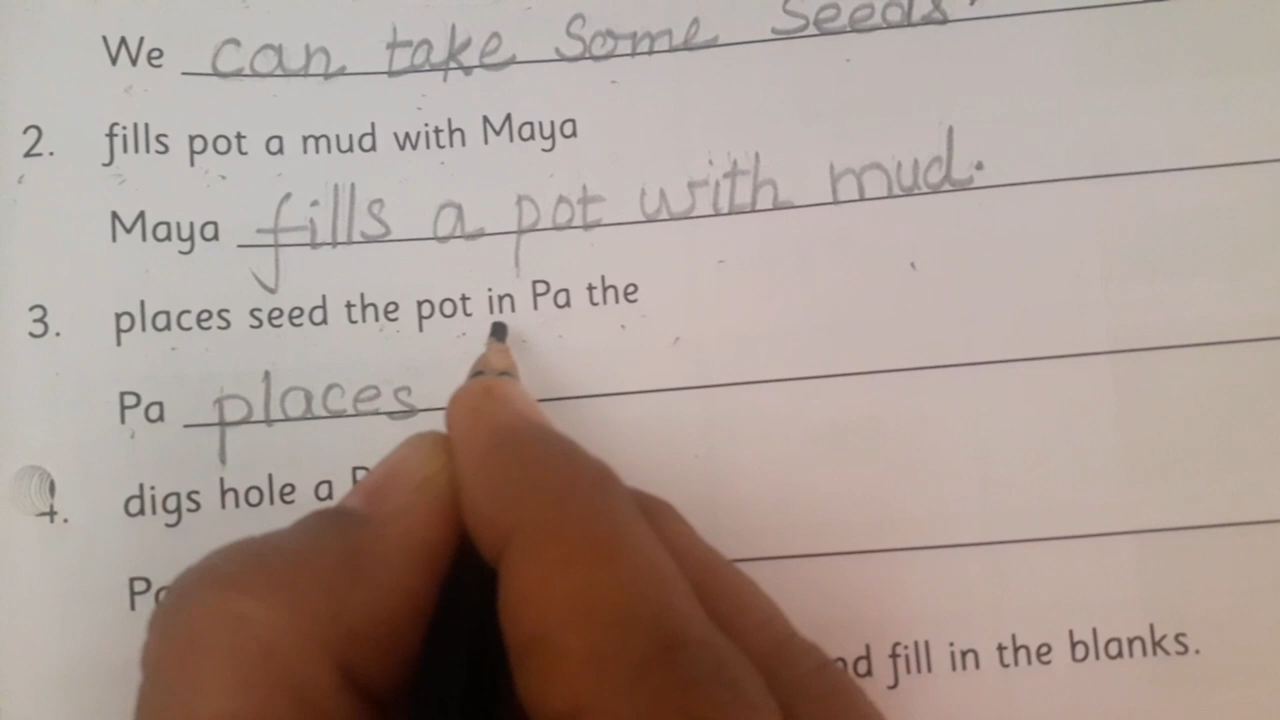 We can take some seeds
2. fills pot a mud with Maya
Maya fills a pot with mud.
3. places seed the pot in Pa the
Pa places
4. digs hole a
fill in the blanks.